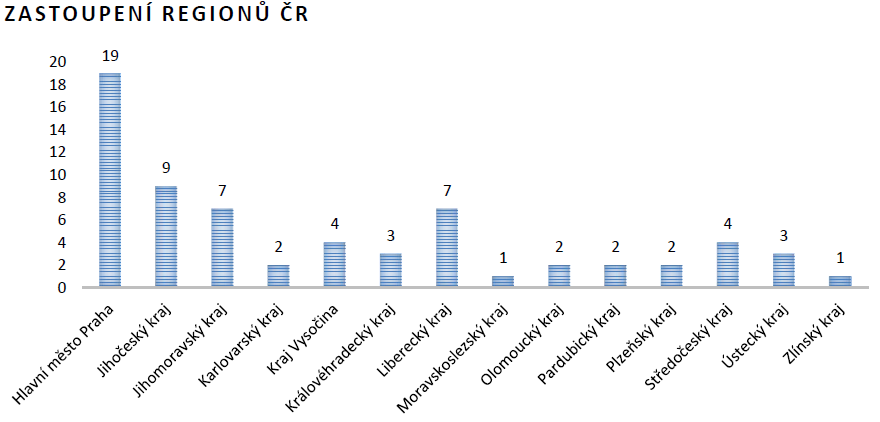 ZASTOUPENÍ REGIONŮ ČR
20
18
16
14
12
10
8
6
4
2
0
19
9
7
2
4
3
7
1
2
2
2
4
3
1
Hlavní město Praha
Jihočeský kraj
Jihomoravský kraj
Karlovarský kraj
Kraj Vysočina
Královéhradecký kraj
Liberecký kraj
Moravskoslezský kraj
Olomoucký kraj
Pardubický kraj
Plzeňský kraj
Středočeský kraj
Ústecký kraj
Zlínský kraj